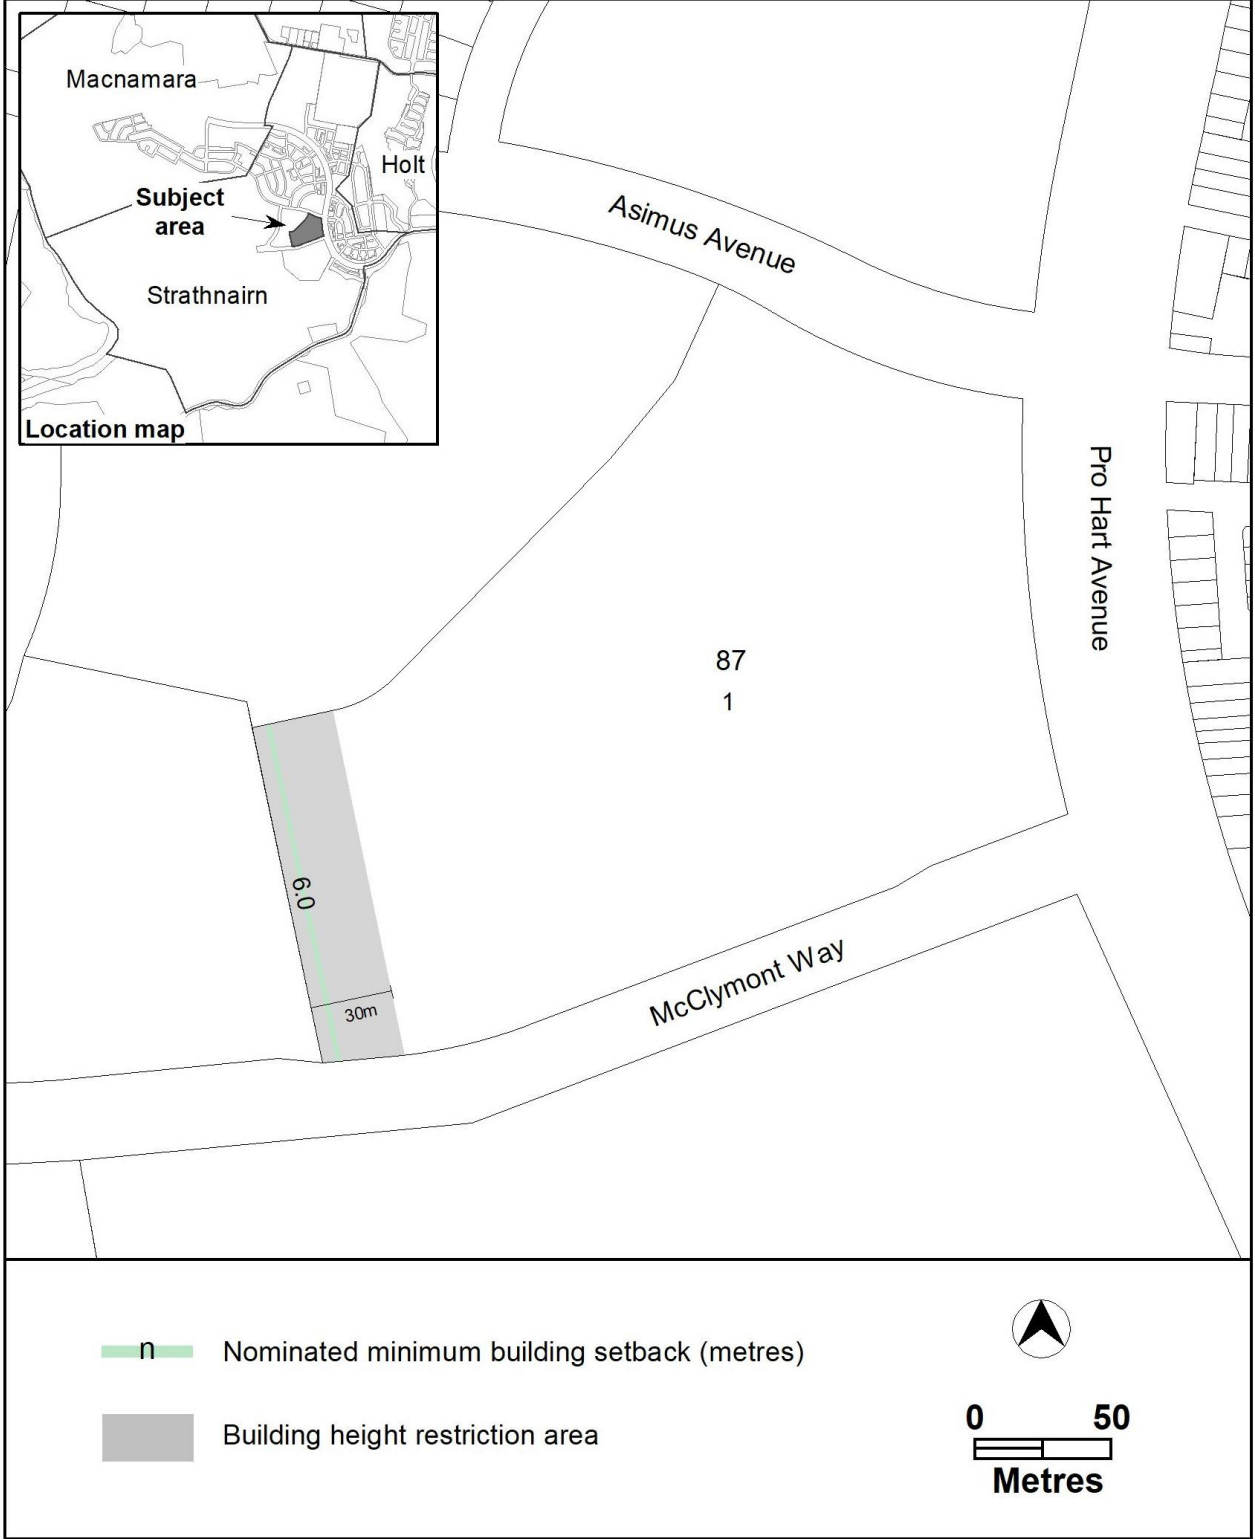 Macnamara
Holt
Subject
area
Strathnairn
Location map
Asimus Avenue
Pro Hart Avenue
87
1
6.0
30m
McClymont Way
n
Nominated minimum building setback (metres)
Building height restriction area
0 50
Metres